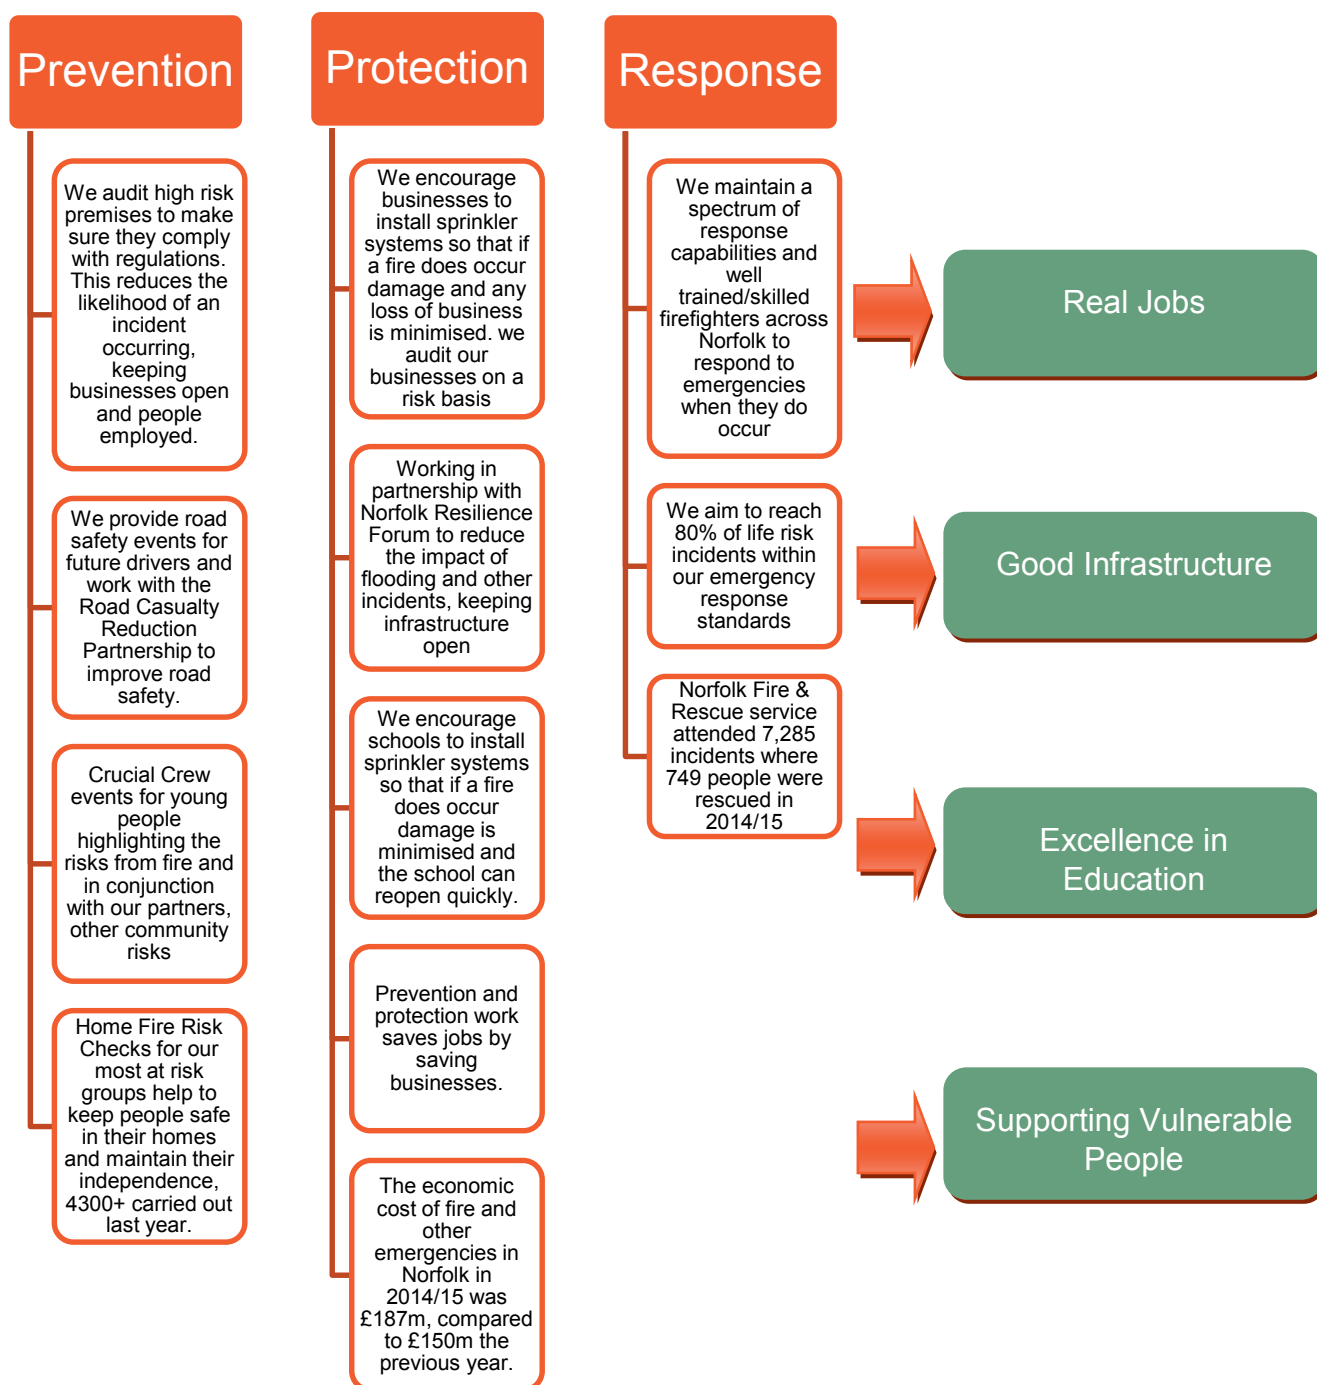 Prevention
We audit high risk
premises to make
sure they comply
with regulations.
This reduces the
likelihood of an
incident
occurring,
keeping
businesses open
and people
employed.
We provide road
safety events for
future drivers and
work with the
Road Casualty
Reduction
Partnership to
improve road
safety.
Crucial Crew
events for young
people
highlighting the
risks from fire and
in conjunction
with our partners,
other community
risks
Home Fire Risk
Checks for our
most at risk
groups help to
keep people safe
in their homes
and maintain their
independence,
4300+ carried out
last year.
Protection
We encourage
businesses to
install sprinkler
systems so that if
a fire does occur
damage and any
loss of business
is minimised. we
audit our
businesses on a
risk basis
Working in
partnership with
Norfolk Resilience
Forum to reduce
the impact of
flooding and other
incidents, keeping
infrastructure
open
We encourage
schools to install
sprinkler systems
so that if a fire
does occur
damage is
minimised and
the school can
reopen quickly.
Prevention and
protection work
saves jobs by
saving
businesses.
The economic
cost of fire and
other
emergencies in
Norfolk in
2014/15 was
£187m, compared
to £150m the
previous year.
Response
We maintain a
spectrum of
response
capabilities and
well
trained/skilled
firefighters across
Norfolk to
respond to
emergencies
when they do
occur
We aim to reach
80% of life risk
incidents within
our emergency
response
standards
Norfolk Fire &
Rescue service
attended 7,285
incidents where
749 people were
rescued in
2014/15
Real Jobs
Good Infrastructure
Excellence in
Education
Supporting Vulnerable
People